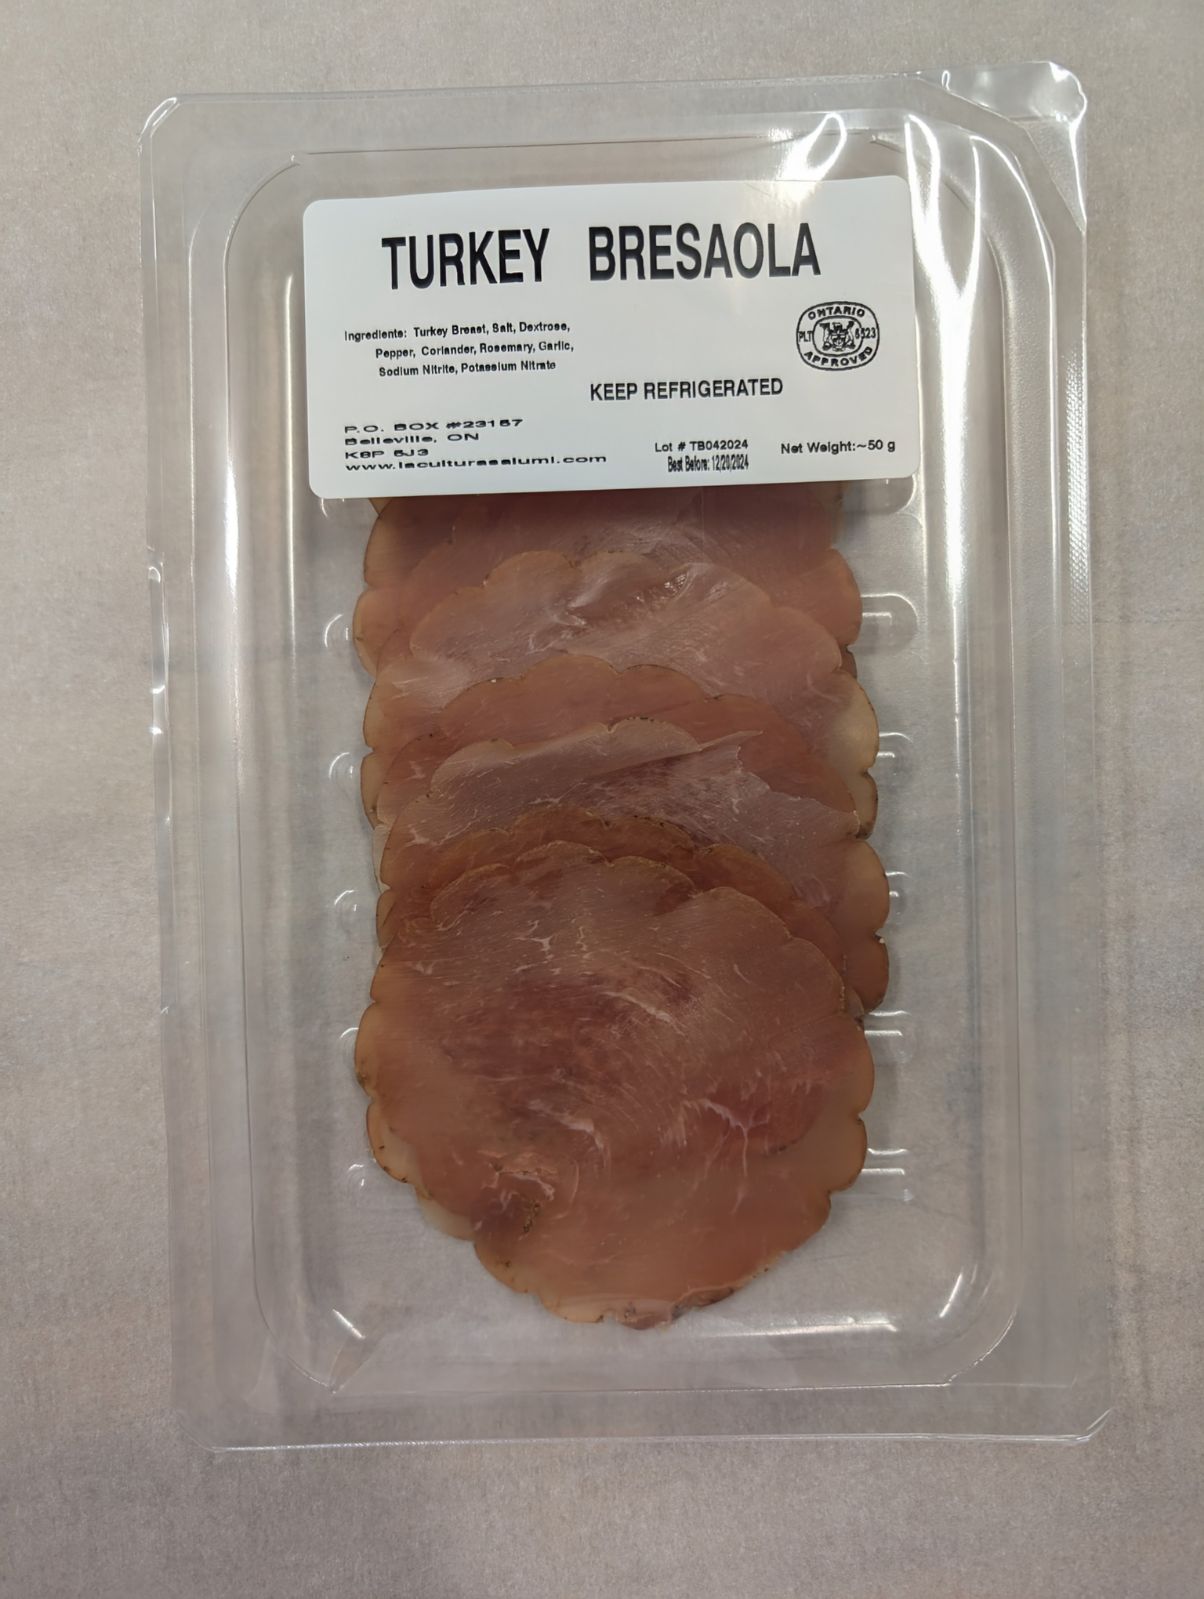 TURKEY BRESAOLA
Ingredients: Turkey Breast, Salt, Dextrose,
Pepper, Coriander, Rosemary, Garlic,
Sodium Nitrite, Potassium Nitrate
ONTARIO
PLT 5523
APPROVED
KEEP REFRIGERATED
P.O. BOX #23157
Belleville, ON
K8P 5J3
www.laculturasalumi.com
Lot # TB042024
Best Before: 12/20/2024
Net Weight:~50 g